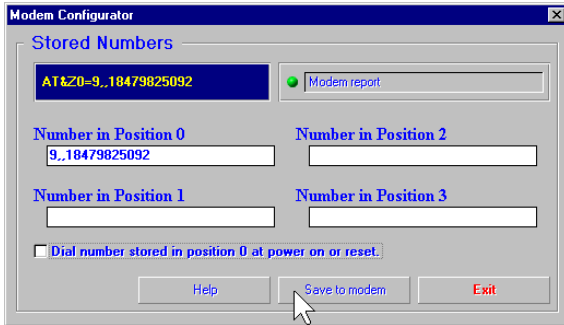 Modem Configurator
Stored Numbers
AT&Z0=9,,18479825092
Modem report
Number in Position 0
Number in Position 2
9,,18479825092
Number in Position 1
Number in Position 3
Dial number stored in position 0 at power on or reset.
Help
Save to modem
Exit